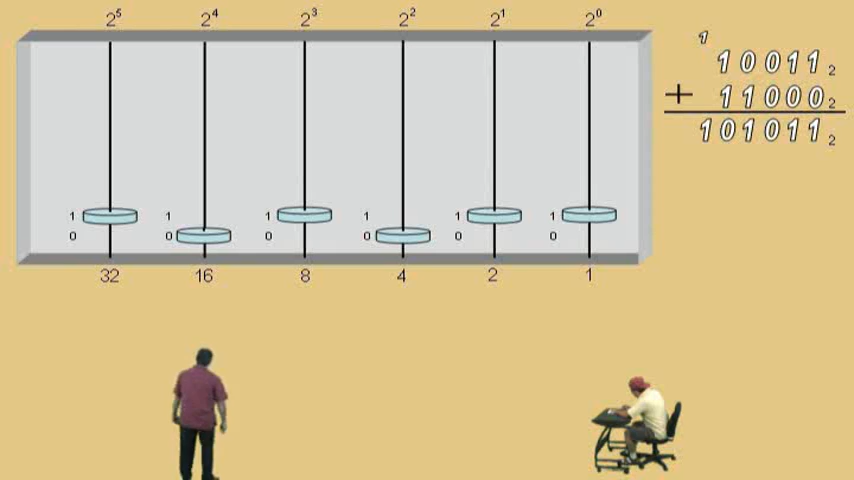 2⁵ 2⁴ 2³ 2² 2¹ 2⁰
1
10011₂
+ 11000₂
101011₂
1 1 1 1 1 1
0 0 0 0 0 0
32 16 8 4 2 1